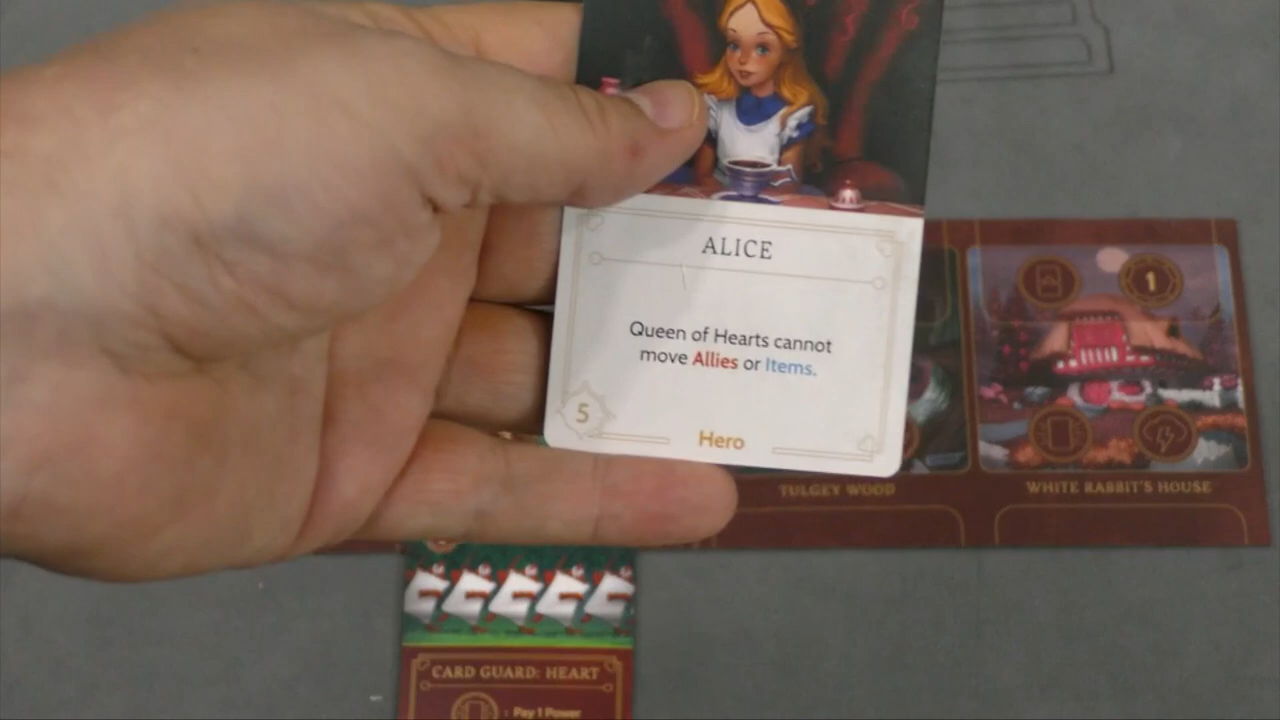 ALICE
Queen of Hearts cannot
move Allies or Items.
5
Hero
1
TULGEY WOOD
WHITE RABBIT'S HOUSE
CARD GUARD: HEART
: Pay 1 Power